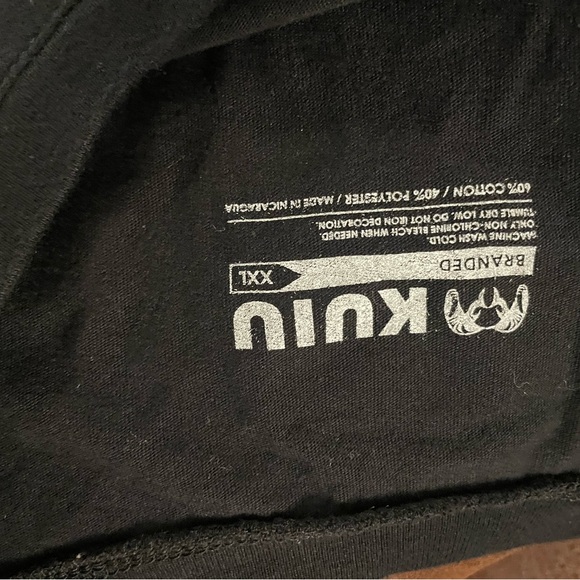 KUIU
BRANDED XXL
MACHINE WASH COLD.
ONLY NON-CHLORINE BLEACH WHEN NEEDED.
TUMBLE DRY LOW. DO NOT IRON DECORATION.
60% COTTON / 40% POLYESTER / MADE IN NICARAGUA